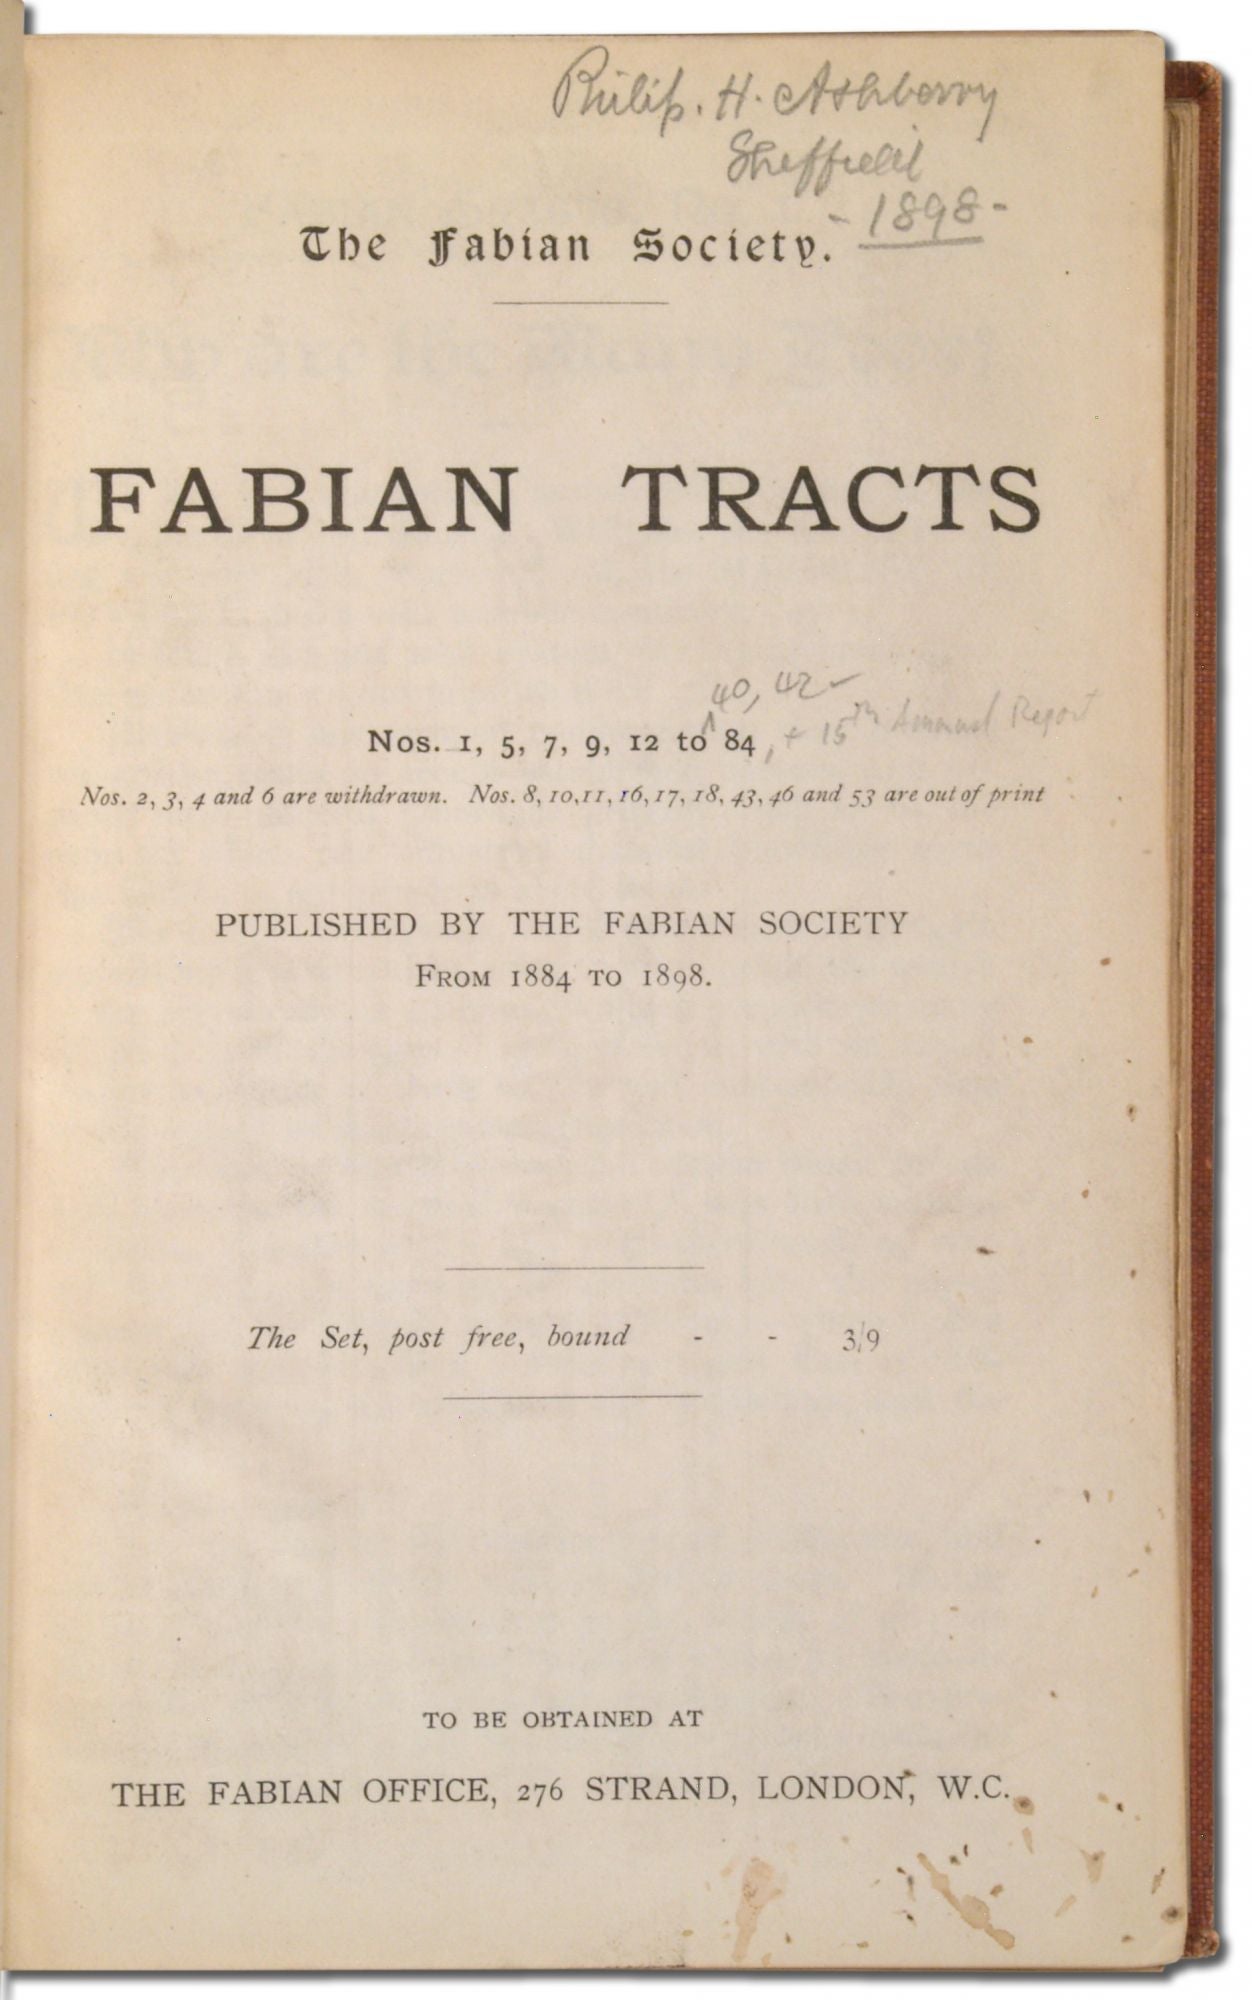 Philip. H. Ashberry
Sheffield
- 1898 -
The Fabian Society.
FABIAN TRACTS
40, 42 -
Nos. 1, 5, 7, 9, 12 to ^ 84, + 15th Annual Report
Nos. 2, 3, 4 and 6 are withdrawn. Nos. 8, 10, 11, 16, 17, 18, 43, 46 and 53 are out of print
PUBLISHED BY THE FABIAN SOCIETY
FROM 1884 TO 1898.
The Set, post free, bound - - 3/9
TO BE OBTAINED AT
THE FABIAN OFFICE, 276 STRAND, LONDON, W.C.